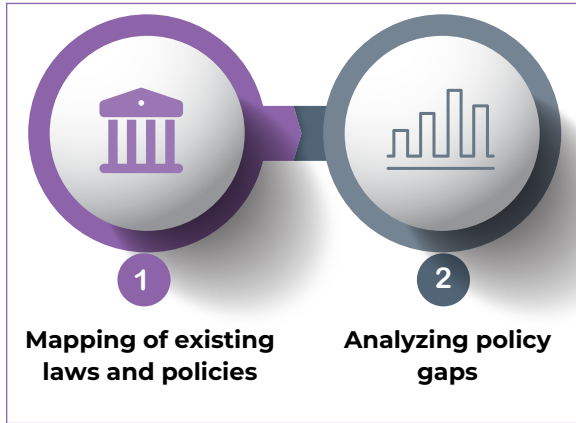 1
Mapping of existing
laws and policies
2
Analyzing policy
gaps